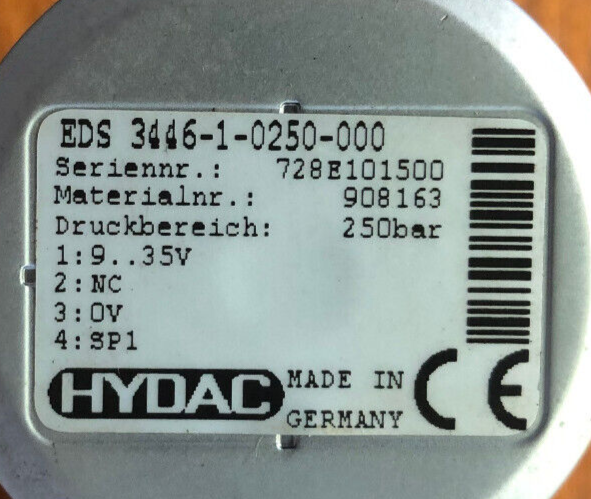 EDS 3446-1-0250-000
Seriennr.: 728E101500
Materialnr.: 908163
Druckbereich: 250bar
1:9..35V
2:NC
3:0V
4:SP1
HYDAC MADE IN GERMANY CE